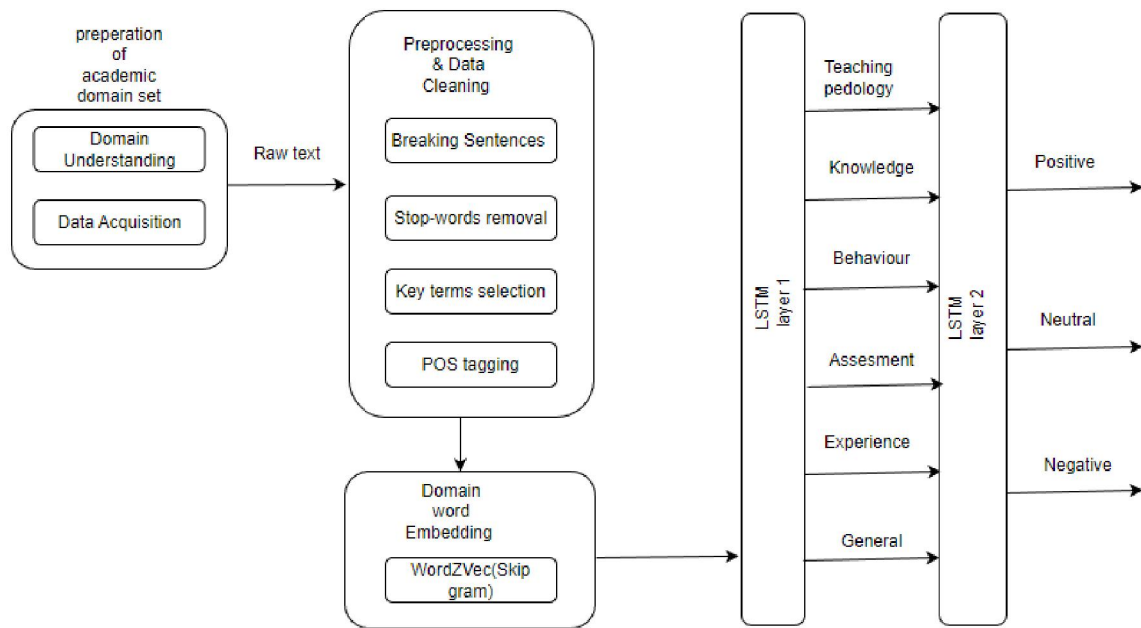 preperation
of
academic
domain set
Domain
Understanding
Data Acquisition
Raw text
Preprocessing
& Data
Cleaning
Breaking Sentences
Stop-words removal
Key terms selection
POS tagging
Domain
word
Embedding
WordZVec(Skip
gram)
LSTM
layer 1
Teaching
pedology
Knowledge
Behaviour
Assesment
Experience
General
LSTM
layer 2
Positive
Neutral
Negative